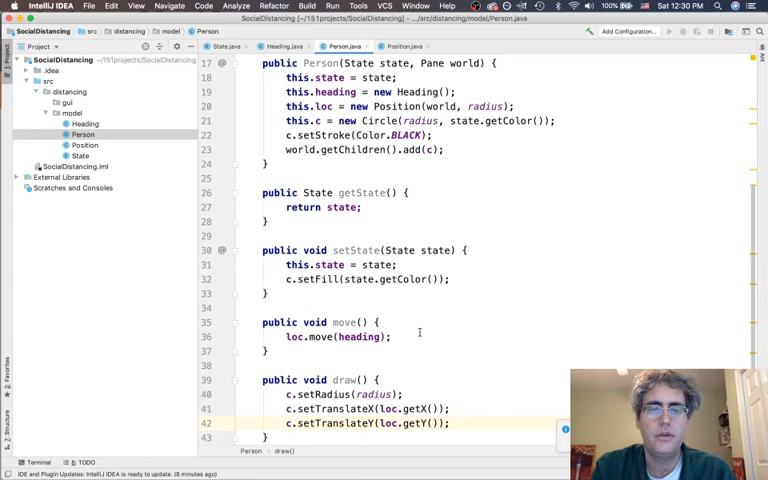 IntelliJ IDEA File Edit View Navigate Code Analyze Refactor Build Run Tools VCS Window Help 100% Sat 12:30 PM
SocialDistancing [~/151projects/SocialDistancing] - .../src/distancing/model/Person.java
SocialDistancing src distancing model Person Add Configuration...
Project State.java Heading.java Person.java Position.java
SocialDistancing ~/151projects/SocialDistancing
.idea
src
distancing
gui
model
Heading
Person
Position
State
SocialDistancing.iml
External Libraries
Scratches and Consoles
1: Project
2: Favorites
Z: Structure
Ant
17 @ public Person(State state, Pane world) {
18 this.state = state;
19 this.heading = new Heading();
20 this.loc = new Position(world, radius);
21 this.c = new Circle(radius, state.getColor());
22 c.setStroke(Color.BLACK);
23 world.getChildren().add(c);
24 }
25
26 public State getState() {
27 return state;
28 }
29
30 @ public void setState(State state) {
31 this.state = state;
32 c.setFill(state.getColor());
33 }
34
35 public void move() {
36 loc.move(heading);
37 }
38
39 public void draw() {
40 c.setRadius(radius);
41 c.setTranslateX(loc.getX());
42 c.setTranslateY(loc.getY());
43 }
Person draw()
Terminal 6: TODO
IDE and Plugin Updates: IntelliJ IDEA is ready to update. (8 minutes ago)